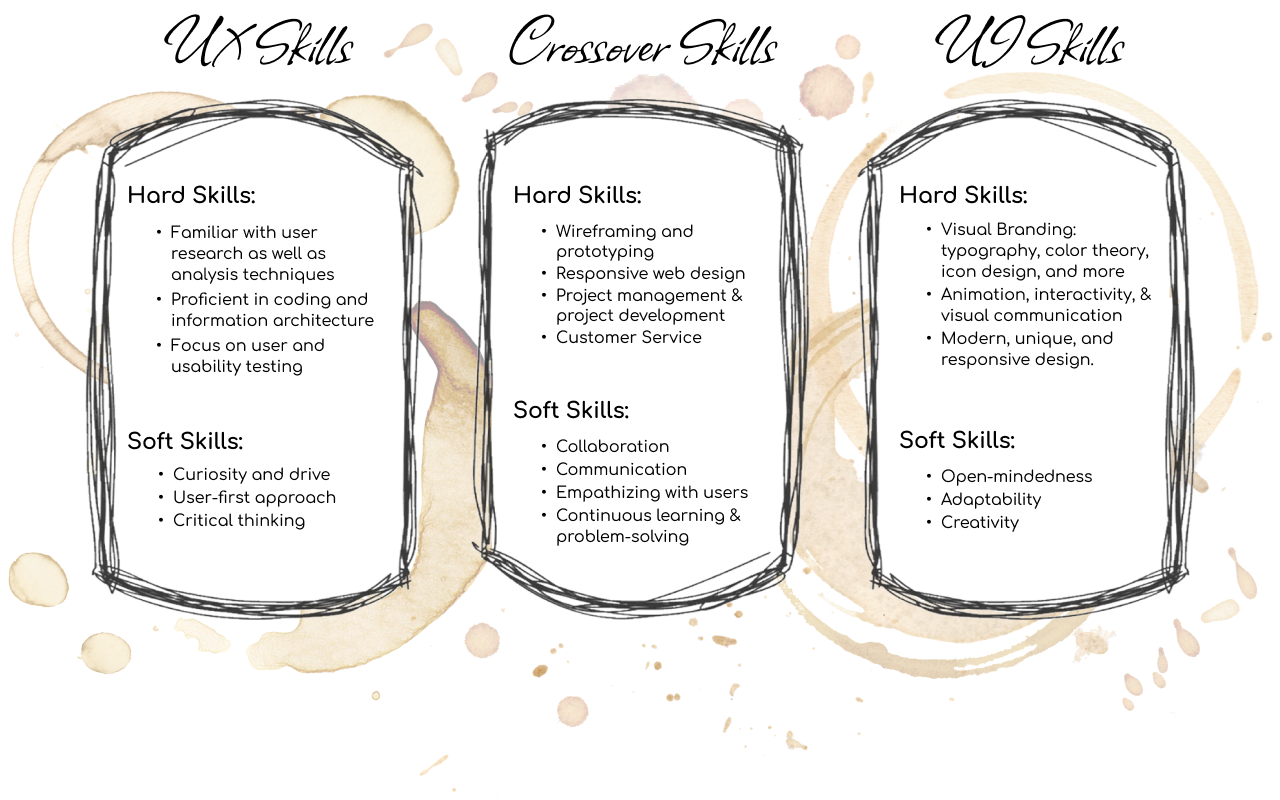 UX Skills
Hard Skills:
• Familiar with user
research as well as
analysis techniques
• Proficient in coding and
information architecture
• Focus on user and
usability testing
Soft Skills:
• Curiosity and drive
• User-first approach
• Critical thinking
Crossover Skills
Hard Skills:
• Wireframing and
prototyping
• Responsive web design
• Project management &
project development
• Customer Service
Soft Skills:
• Collaboration
• Communication
• Empathizing with users
• Continuous learning &
problem-solving
UI Skills
Hard Skills:
• Visual Branding:
typography, color theory,
icon design, and more
• Animation, interactivity, &
visual communication
• Modern, unique, and
responsive design.
Soft Skills:
• Open-mindedness
• Adaptability
• Creativity